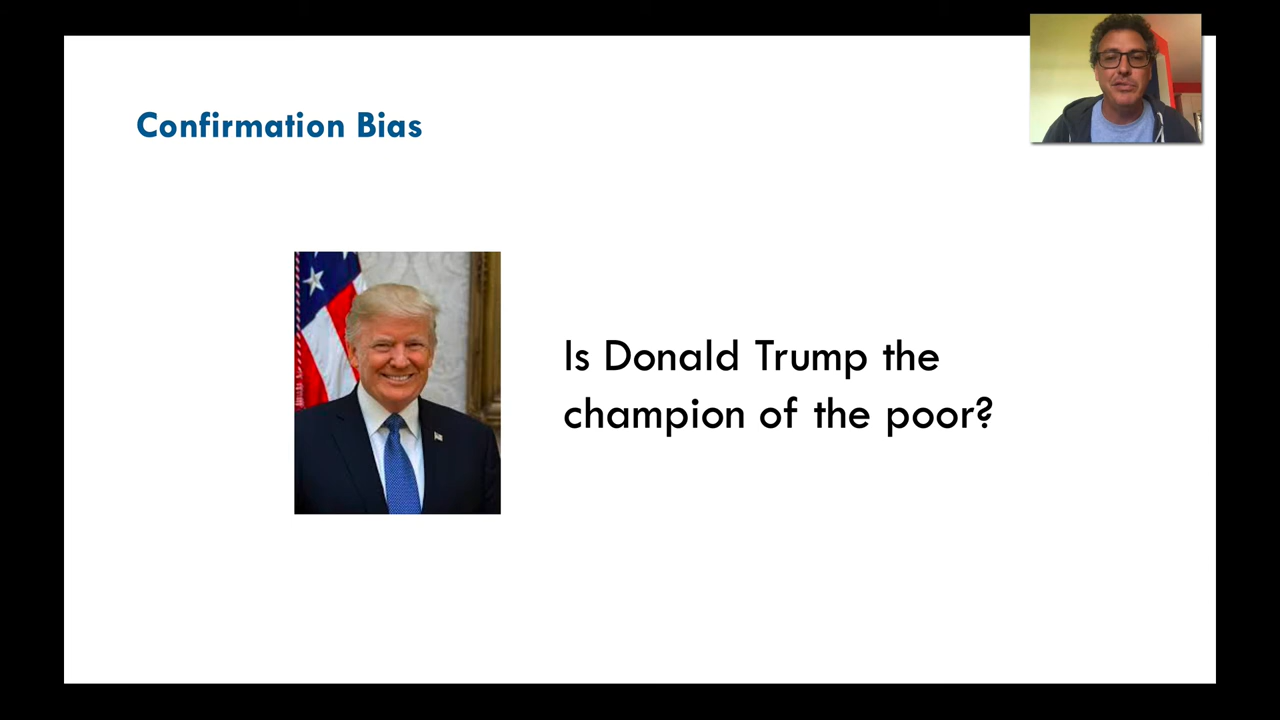 Confirmation Bias
Is Donald Trump the
champion of the poor?